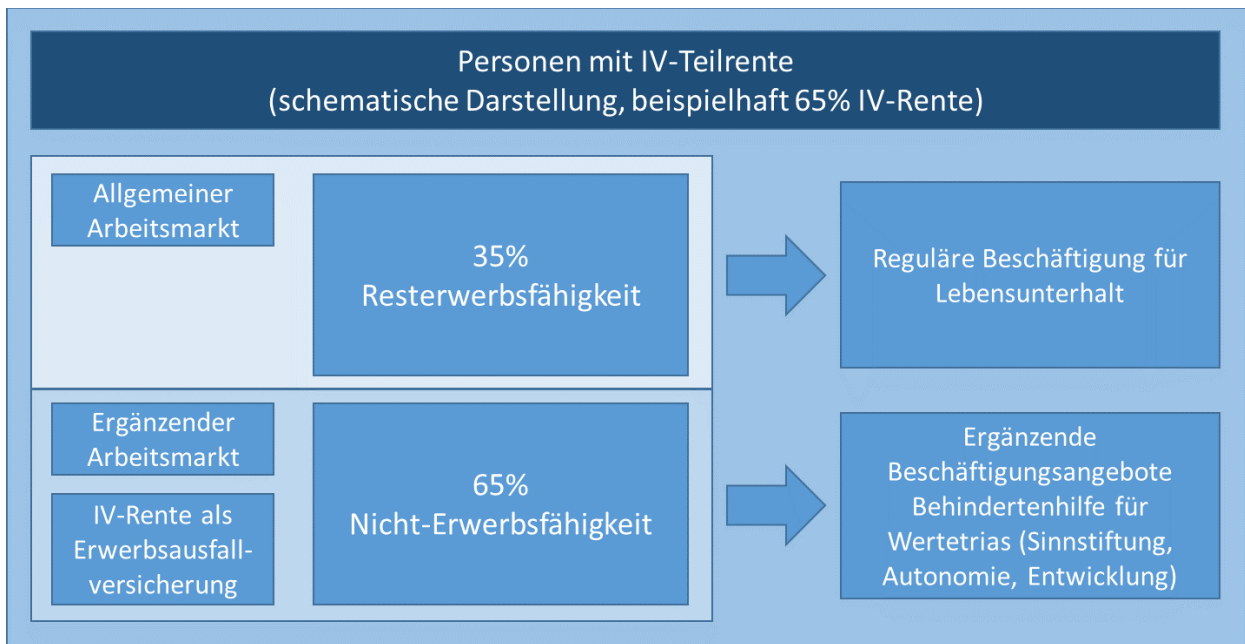 Personen mit IV-Teilrente
(schematische Darstellung, beispielhaft 65% IV-Rente)
Allgemeiner
Arbeitsmarkt
35%
Resterwerbsfähigkeit
Reguläre Beschäftigung für
Lebensunterhalt
Ergänzender
Arbeitsmarkt
IV-Rente als
Erwerbsausfall-
versicherung
65%
Nicht-Erwerbsfähigkeit
Ergänzende
Beschäftigungsangebote
Behindertenhilfe für
Wertetrias (Sinnstiftung,
Autonomie, Entwicklung)